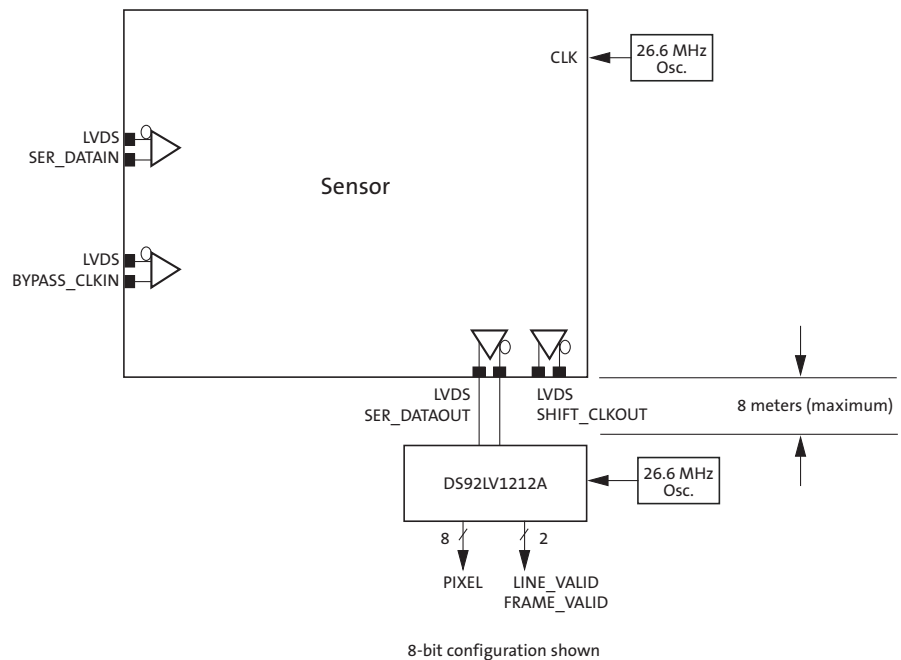 CLK
26.6 MHz
Osc.
LVDS
SER_DATAIN
Sensor
LVDS
BYPASS_CLKIN
LVDS
SER_DATAOUT
LVDS
SHIFT_CLKOUT
8 meters (maximum)
DS92LV1212A
26.6 MHz
Osc.
8
2
PIXEL
LINE_VALID
FRAME_VALID
8-bit configuration shown